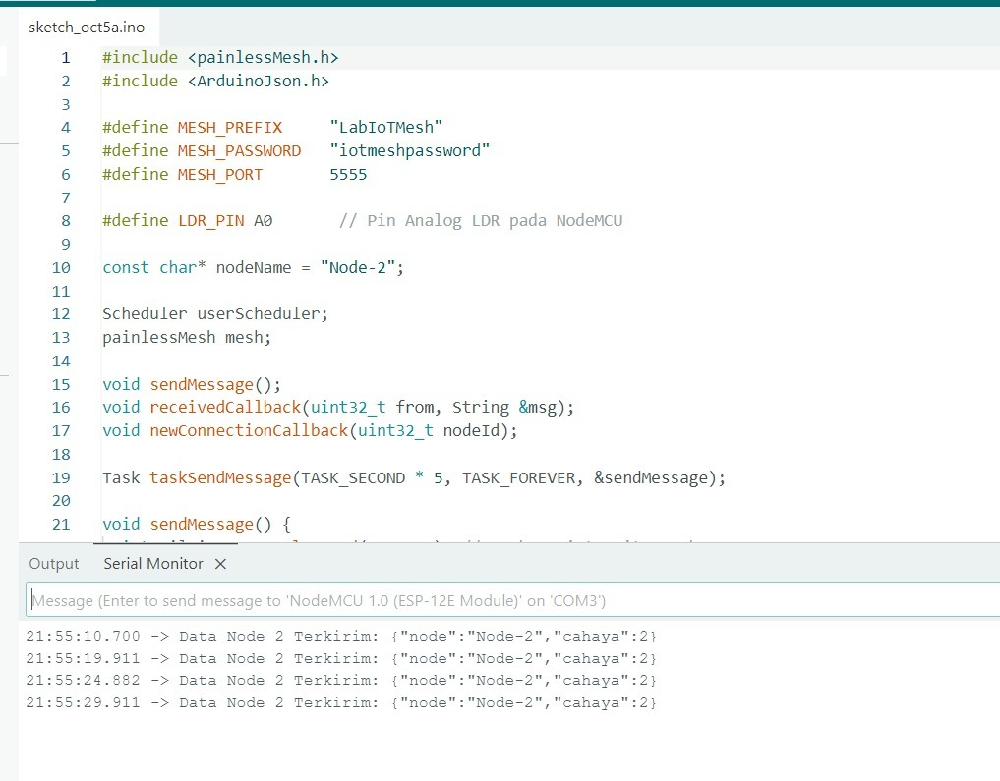 sketch_oct5a.ino
1 #include <painlessMesh.h>
2 #include <ArduinoJson.h>
3
4 #define MESH_PREFIX "LabIoTMesh"
5 #define MESH_PASSWORD "iotmeshpassword"
6 #define MESH_PORT 5555
7
8 #define LDR_PIN A0 // Pin Analog LDR pada NodeMCU
9
10 const char* nodeName = "Node-2";
11
12 Scheduler userScheduler;
13 painlessMesh mesh;
14
15 void sendMessage();
16 void receivedCallback(uint32_t from, String &msg);
17 void newConnectionCallback(uint32_t nodeId);
18
19 Task taskSendMessage(TASK_SECOND * 5, TASK_FOREVER, &sendMessage);
20
21 void sendMessage() {
Output Serial Monitor ×
Message (Enter to send message to 'NodeMCU 1.0 (ESP-12E Module)' on 'COM3')
21:55:10.700 -> Data Node 2 Terkirim: {"node":"Node-2","cahaya":2}
21:55:19.911 -> Data Node 2 Terkirim: {"node":"Node-2","cahaya":2}
21:55:24.882 -> Data Node 2 Terkirim: {"node":"Node-2","cahaya":2}
21:55:29.911 -> Data Node 2 Terkirim: {"node":"Node-2","cahaya":2}